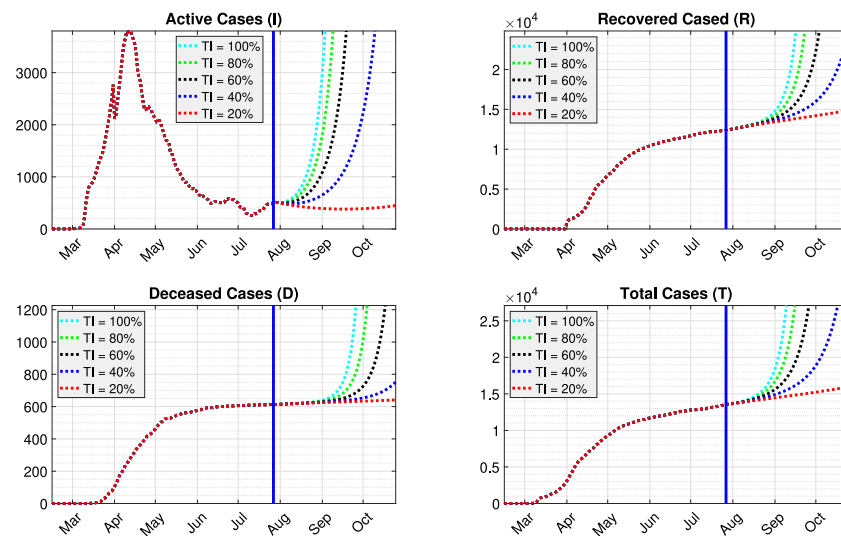 Active Cases (I)
3000
2000
1000
0
TI = 100%
TI = 80%
TI = 60%
TI = 40%
TI = 20%
Mar Apr May Jun Jul Aug Sep Oct
Recovered Cased (R)
×10^4
2.5
2
1.5
1
0.5
0
TI = 100%
TI = 80%
TI = 60%
TI = 40%
TI = 20%
Mar Apr May Jun Jul Aug Sep Oct
Deceased Cases (D)
1200
1000
800
600
400
200
0
TI = 100%
TI = 80%
TI = 60%
TI = 40%
TI = 20%
Mar Apr May Jun Jul Aug Sep Oct
Total Cases (T)
×10^4
2.5
2
1.5
1
0.5
0
TI = 100%
TI = 80%
TI = 60%
TI = 40%
TI = 20%
Mar Apr May Jun Jul Aug Sep Oct